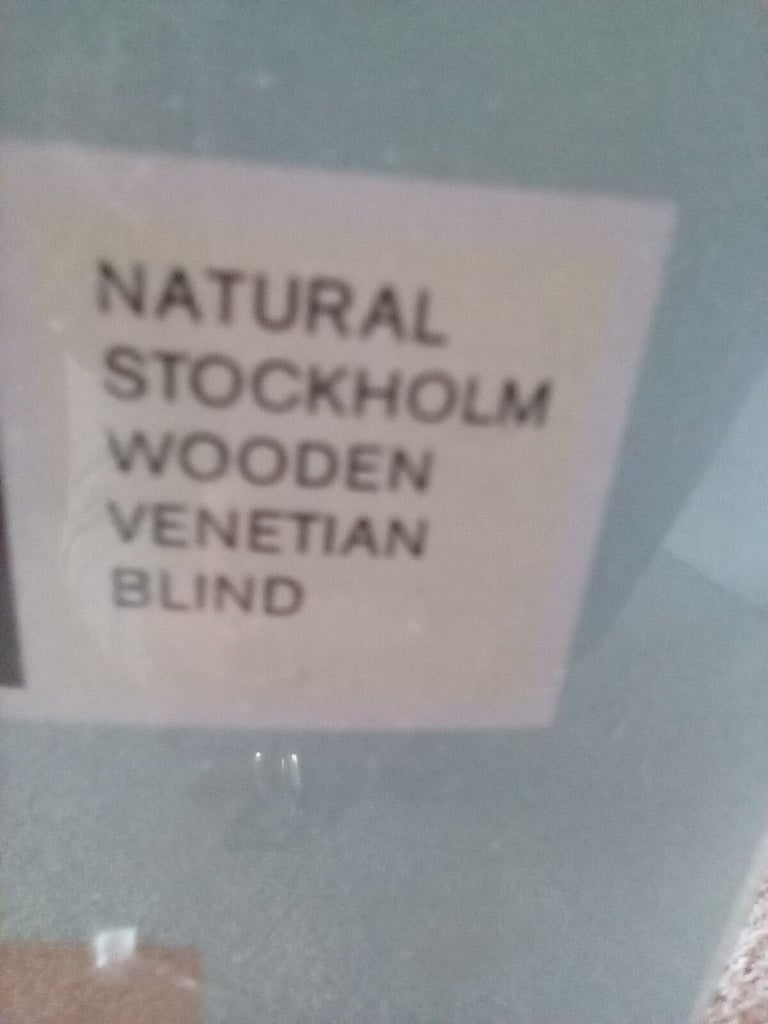 NATURAL
STOCKHOLM
WOODEN
VENETIAN
BLIND